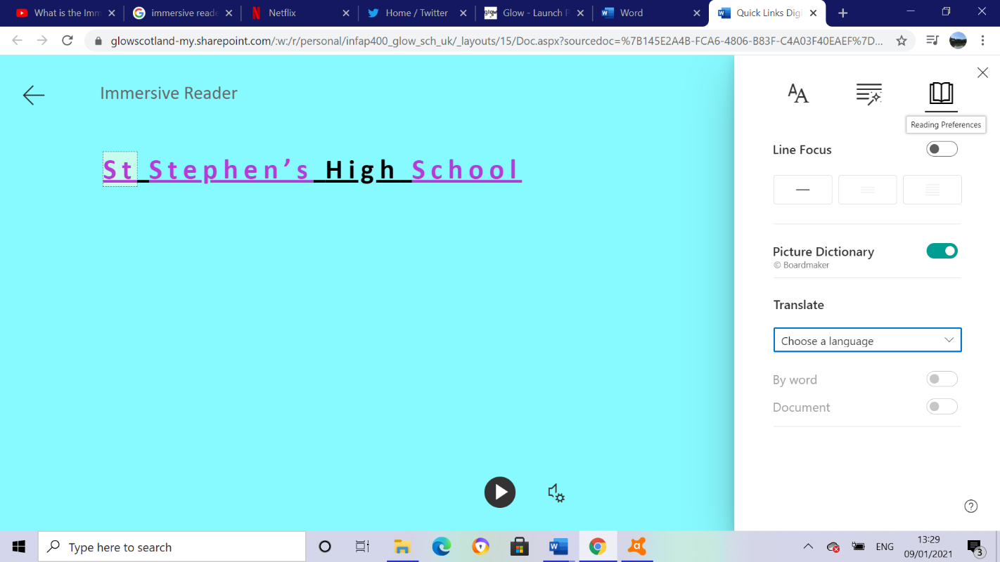 What is the Imm
immersive reade
Netflix
Home / Twitter
Glow - Launch P
Word
Quick Links Digi
glowscotland-my.sharepoint.com/:w:/r/personal/infap400_glow_sch_uk/_layouts/15/Doc.aspx?sourcedoc=%7B145E2A4B-FCA6-4806-B83F-C4A03F40EAEF%7D...
Immersive Reader
St Stephen’s High School
AA
Reading Preferences
Line Focus
Picture Dictionary
© Boardmaker
Translate
Choose a language
By word
Document
Type here to search
ENG
13:29
09/01/2021
3